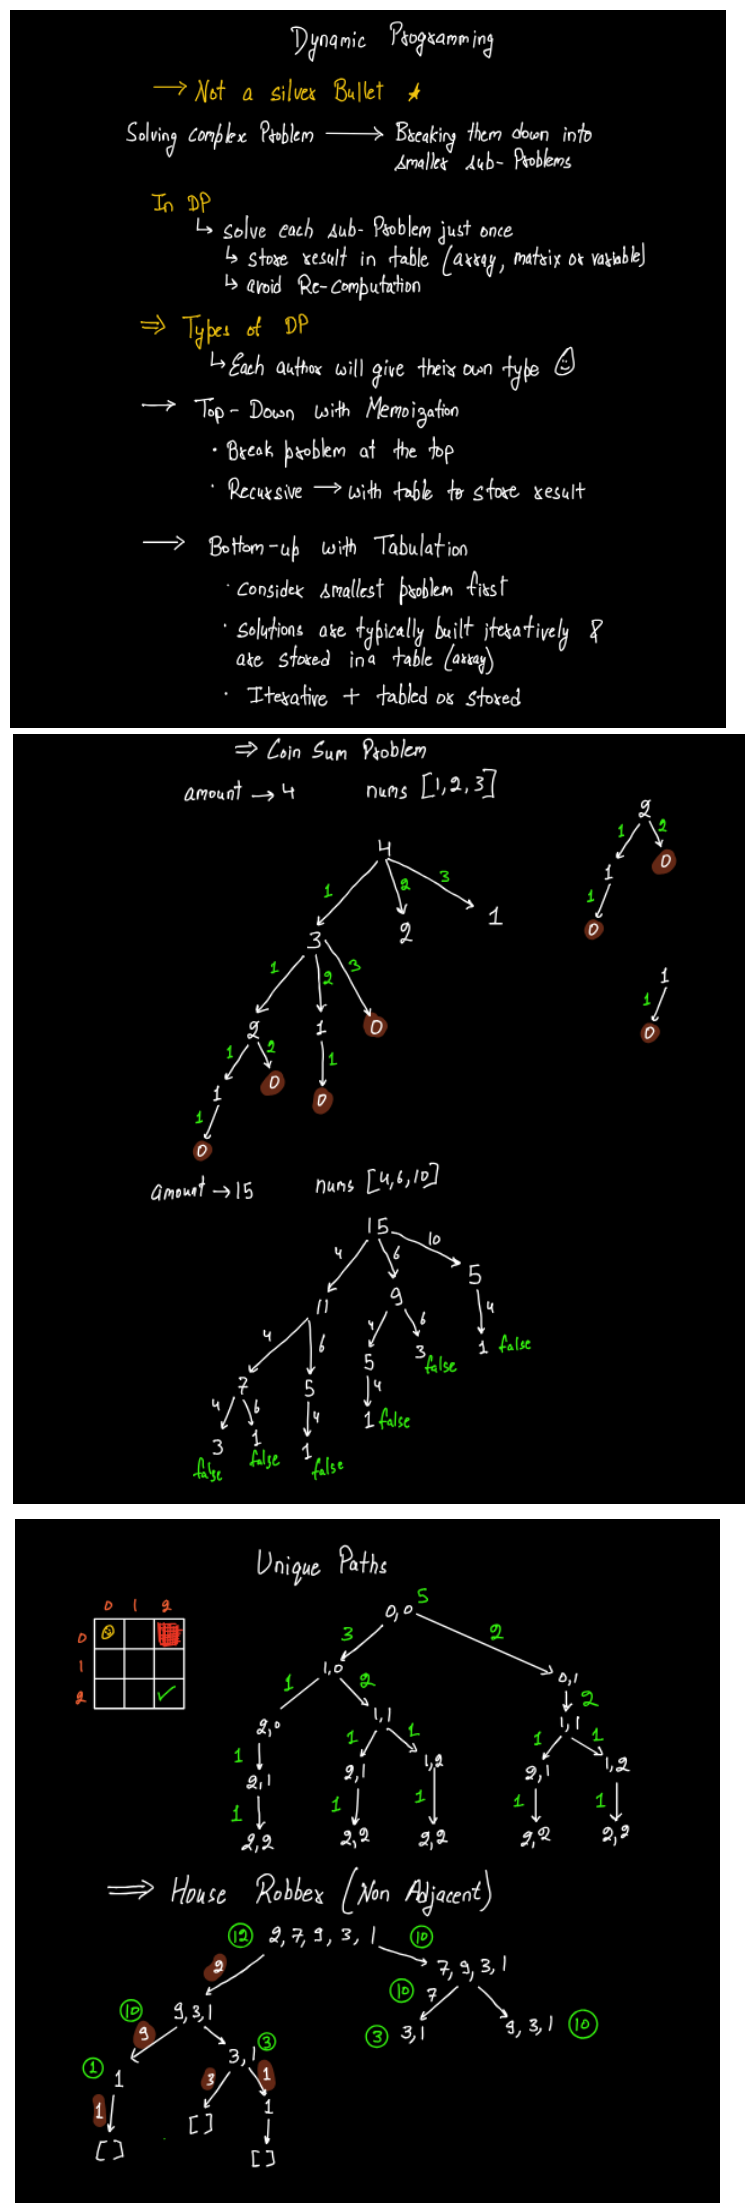 Dynamic Programming
→ Not a silver Bullet ★
Solving complex Problem → Breaking them down into
smaller sub-Problems
In DP
↳ solve each sub-Problem just once
↳ store result in table (array, matrix or variable)
↳ avoid Re-computation
⇒ Types of DP
↳ Each author will give their own type ☺
→ Top-Down with Memoization
· Break problem at the top
· Recursive → with table to store result
→ Bottom-up with Tabulation
· Consider smallest problem first
· Solutions are typically built iteratively &
are stored in a table (array)
· Iterative + tabled or stored
⇒ Coin Sum Problem
amount → 4 nums [1,2,3]
2
4
1 2
1 2 3
1 0
3 2 1
1
0
1 2 3
1
2 1 0
1
1 2 1
0
1 0 0
1
0
amount → 15 nums [4,6,10]
15
4 6 10
11 9 5
4 6 4 6 4
7 5 5 3 false 1 false
4 6 4 4
3 1 1 1 false
false false false
Unique Paths
0 1 2
0
1
2 ✓
0,0 5
3 2
1,0 0,1
1 2 2
2,0 1,1 1,1
1 1 1 1 1
2,1 2,1 1,2 2,1 1,2
1 1 1 1 1
2,2 2,2 2,2 2,2 2,2
⇒ House Robber (Non Adjacent)
12 2,7,9,3,1 10
2 7,9,3,1
10 7
10 9,3,1 3 3,1 9,3,1 10
9 3,1 3
1 1 3 1
1 [] 1
[] []